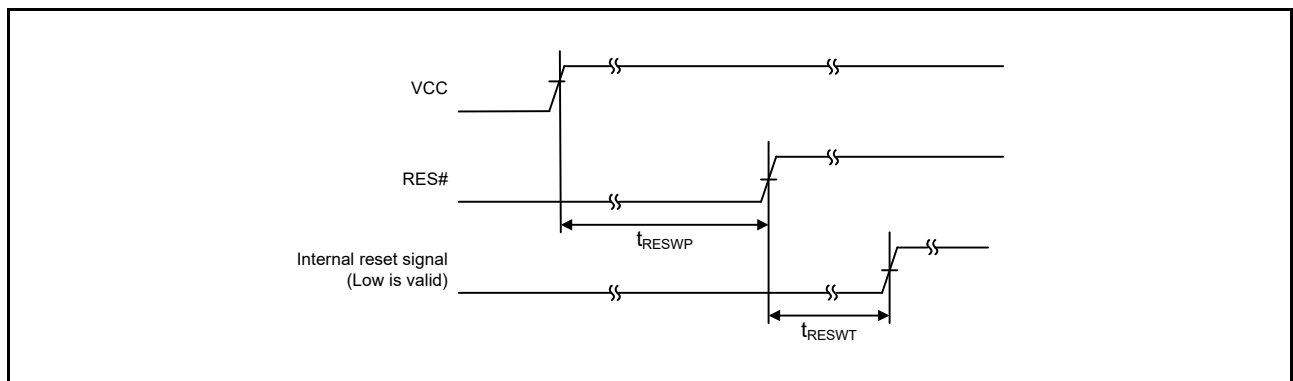 VCC
RES#
tRESWP
Internal reset signal
(Low is valid)
tRESWT